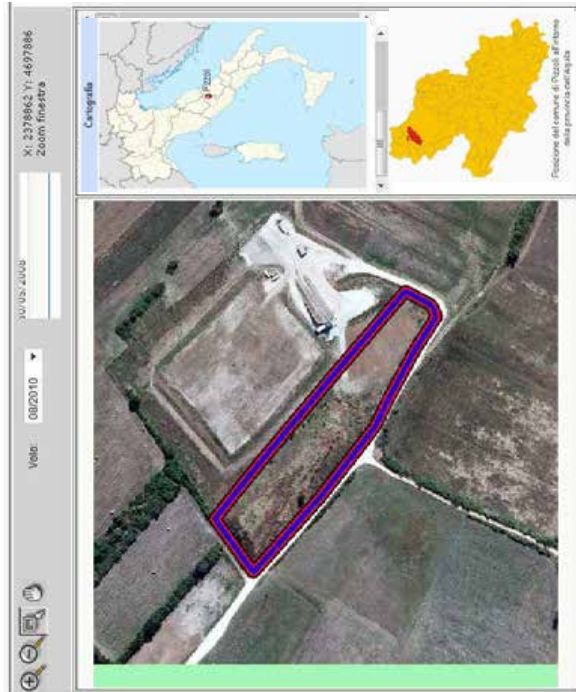 Volo: 08/2010
30/05/2008
X: 2378862 Y: 4697886
Zoom finestra
Cartografia
Pizzoli
Posizione del comune di Pizzoli all'interno
della provincia dell'Aquila